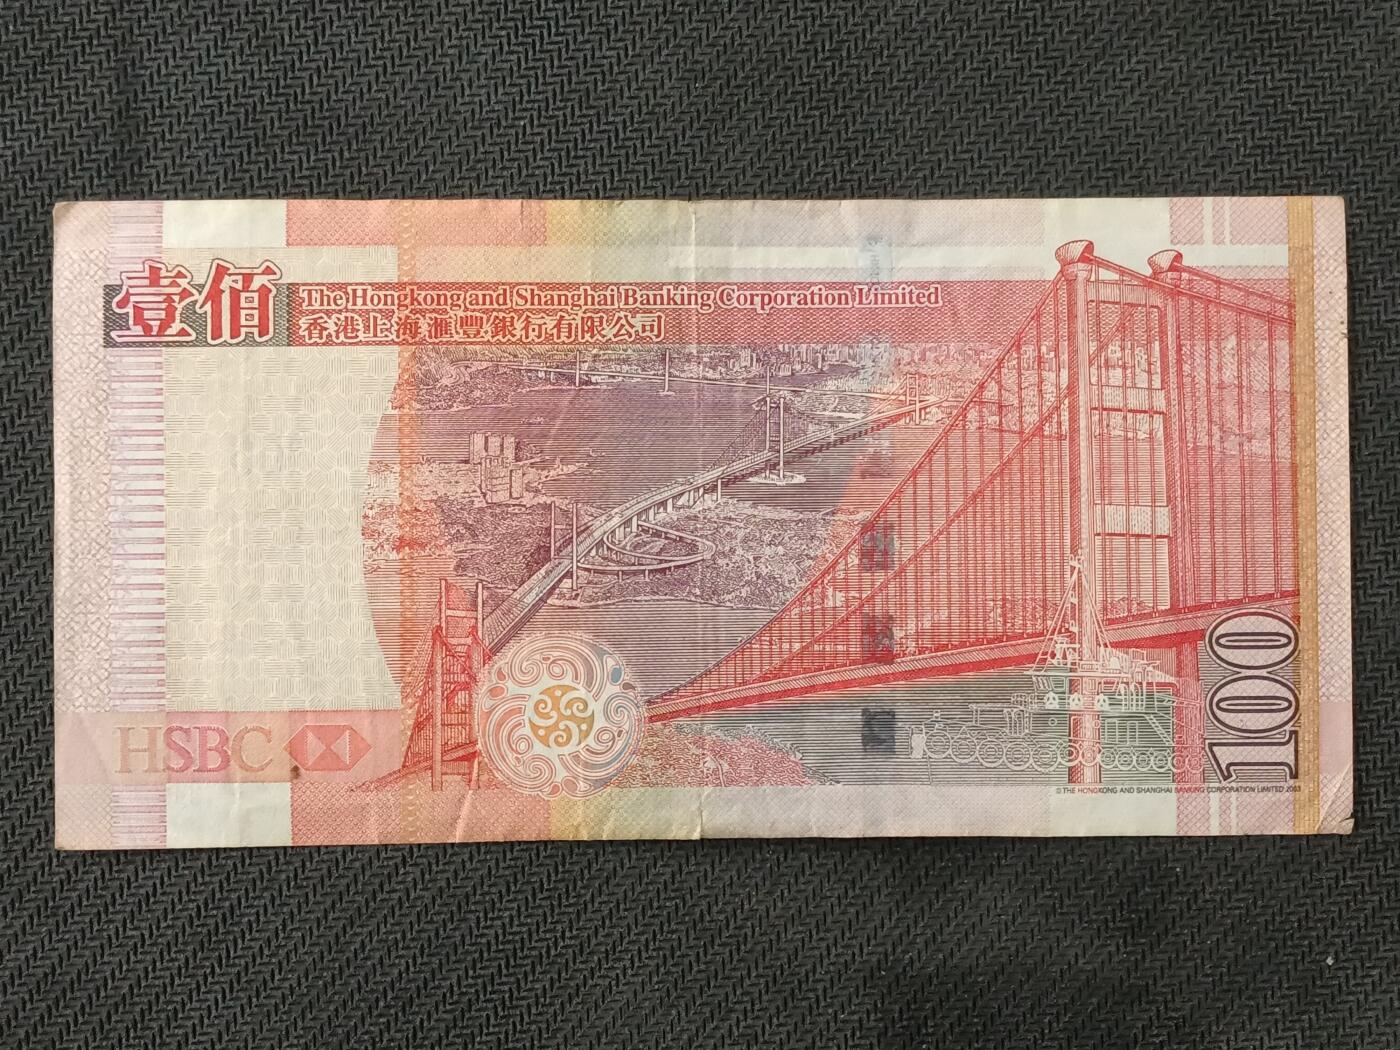 壹佰
The Hongkong and Shanghai Banking Corporation Limited
香港上海滙豐銀行有限公司
HSBC
100
© THE HONGKONG AND SHANGHAI BANKING CORPORATION LIMITED 2003